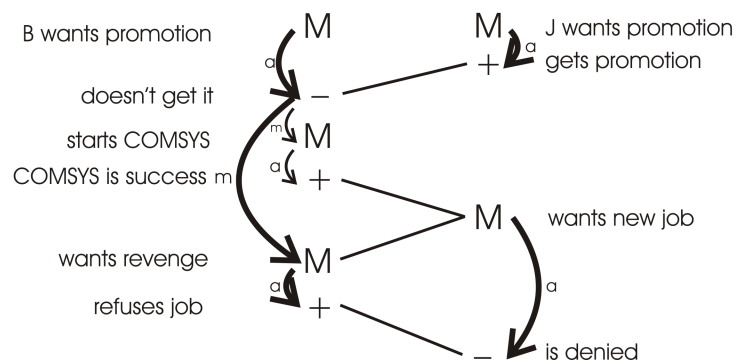 B wants promotion M M J wants promotion
a a
+ gets promotion
doesn't get it –
m
starts COMSYS M
a
COMSYS is success m +
M wants new job
wants revenge M
a a
refuses job +
– is denied